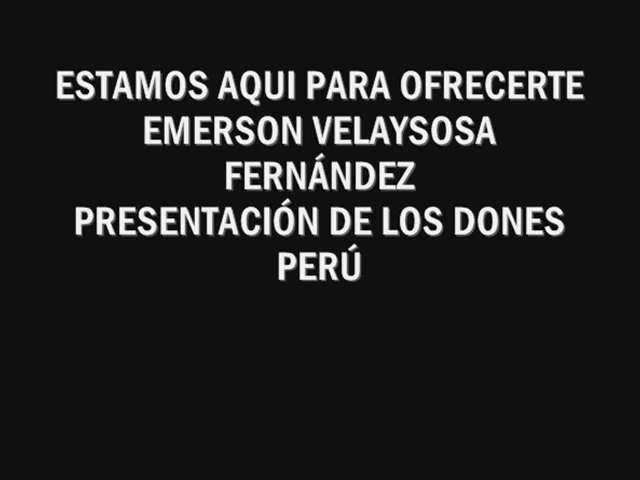 ESTAMOS AQUI PARA OFRECERTE
EMERSON VELAYSOSA
FERNÁNDEZ
PRESENTACIÓN DE LOS DONES
PERÚ